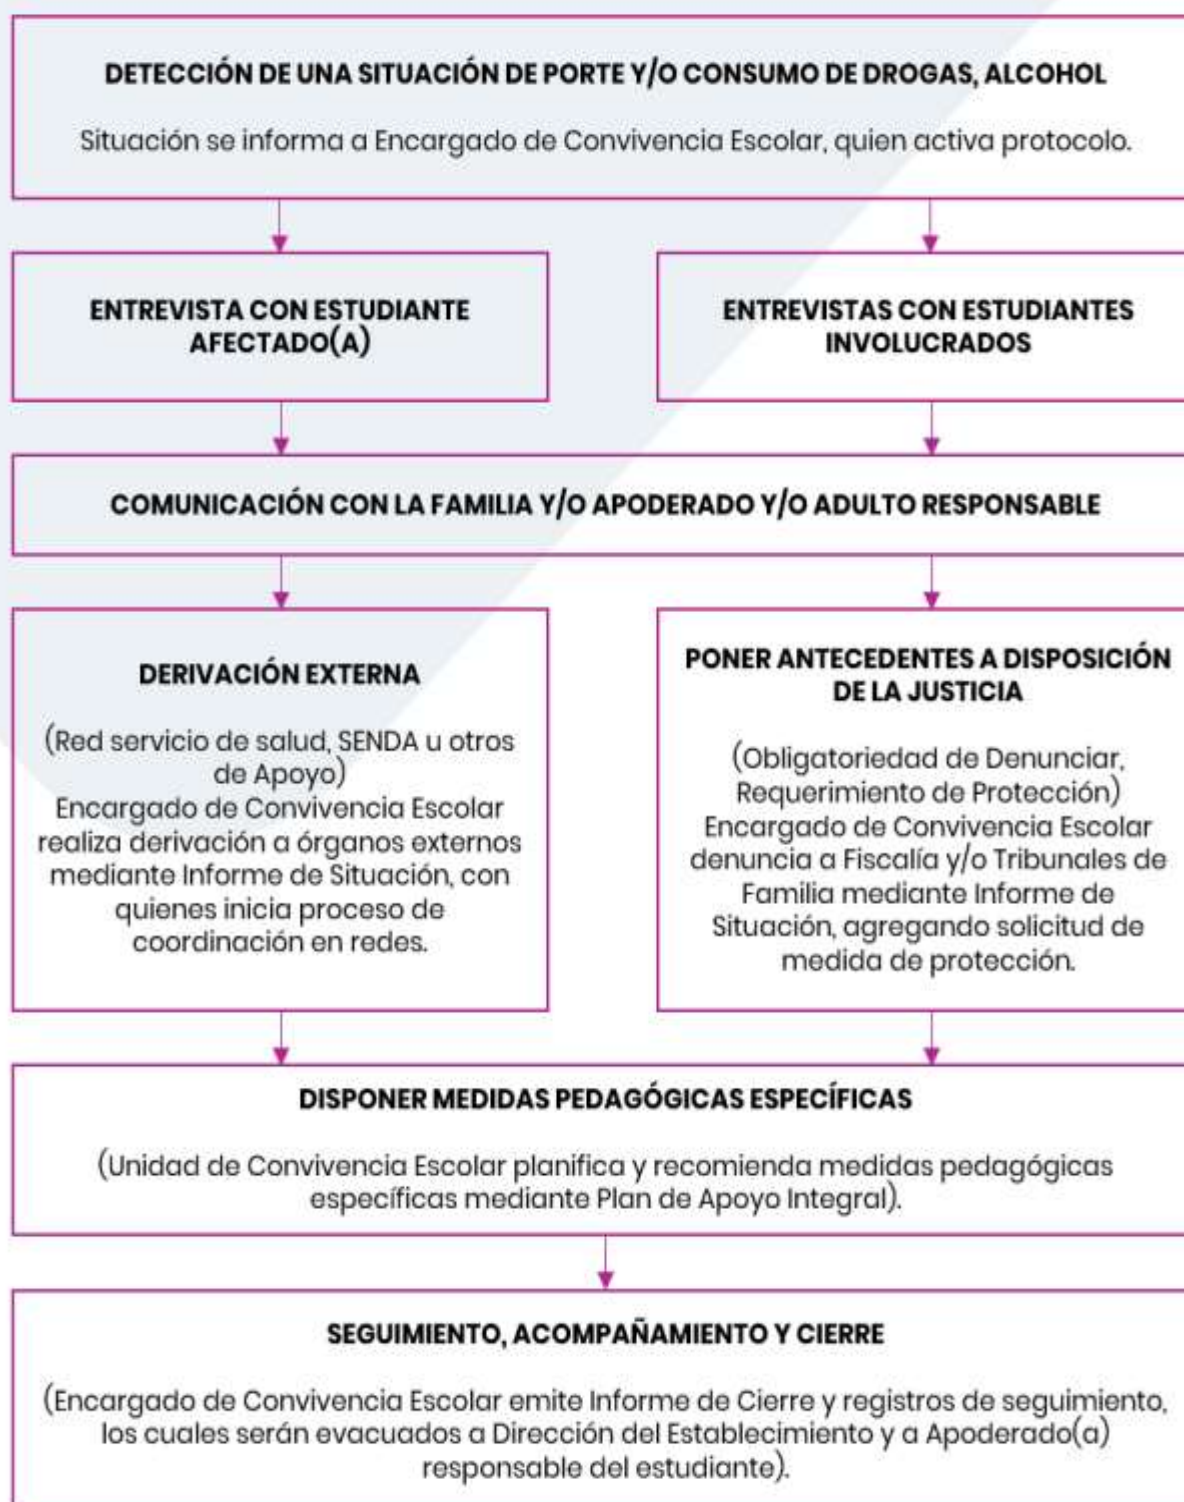 DETECCIÓN DE UNA SITUACIÓN DE PORTE Y/O CONSUMO DE DROGAS, ALCOHOL
Situación se informa a Encargado de Convivencia Escolar, quien activa protocolo.
ENTREVISTA CON ESTUDIANTE
AFECTADO(A)
ENTREVISTAS CON ESTUDIANTES
INVOLUCRADOS
COMUNICACIÓN CON LA FAMILIA Y/O APODERADO Y/O ADULTO RESPONSABLE
DERIVACIÓN EXTERNA
(Red servicio de salud, SENDA u otros
de Apoyo)
Encargado de Convivencia Escolar
realiza derivación a órganos externos
mediante Informe de Situación, con
quienes inicia proceso de
coordinación en redes.
PONER ANTECEDENTES A DISPOSICIÓN
DE LA JUSTICIA
(Obligatoriedad de Denunciar,
Requerimiento de Protección)
Encargado de Convivencia Escolar
denuncia a Fiscalía y/o Tribunales de
Familia mediante Informe de
Situación, agregando solicitud de
medida de protección.
DISPONER MEDIDAS PEDAGÓGICAS ESPECÍFICAS
(Unidad de Convivencia Escolar planifica y recomienda medidas pedagógicas
específicas mediante Plan de Apoyo Integral).
SEGUIMIENTO, ACOMPAÑAMIENTO Y CIERRE
(Encargado de Convivencia Escolar emite Informe de Cierre y registros de seguimiento,
los cuales serán evacuados a Dirección del Establecimiento y a Apoderado(a)
responsable del estudiante).